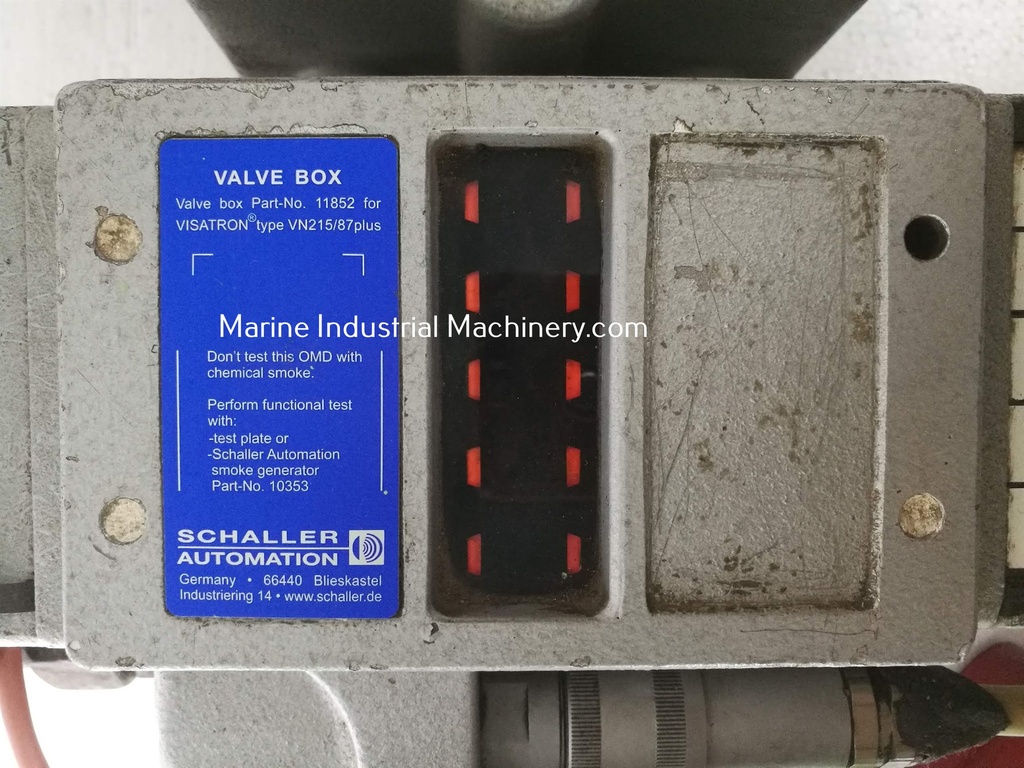 VALVE BOX
Valve box Part-No. 11852 for
VISATRON® type VN215/87plus
Marine Industrial Machinery.com
Don't test this OMD with
chemical smoke.
Perform functional test
with:
-test plate or
-Schaller Automation
smoke generator
Part-No. 10353
SCHALLER
AUTOMATION
Germany • 66440 Blieskastel
Industriering 14 • www.schaller.de